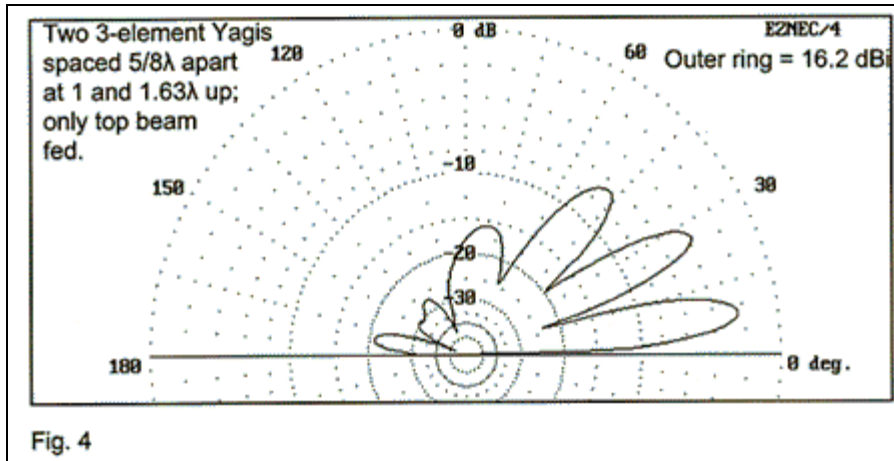 Two 3-element Yagis
spaced 5/8λ apart
at 1 and 1.63λ up;
only top beam
fed.
120
0 dB
60
EZNEC/4
Outer ring = 16.2 dBi
150
-10
30
-20
-30
180
0 deg.
Fig. 4